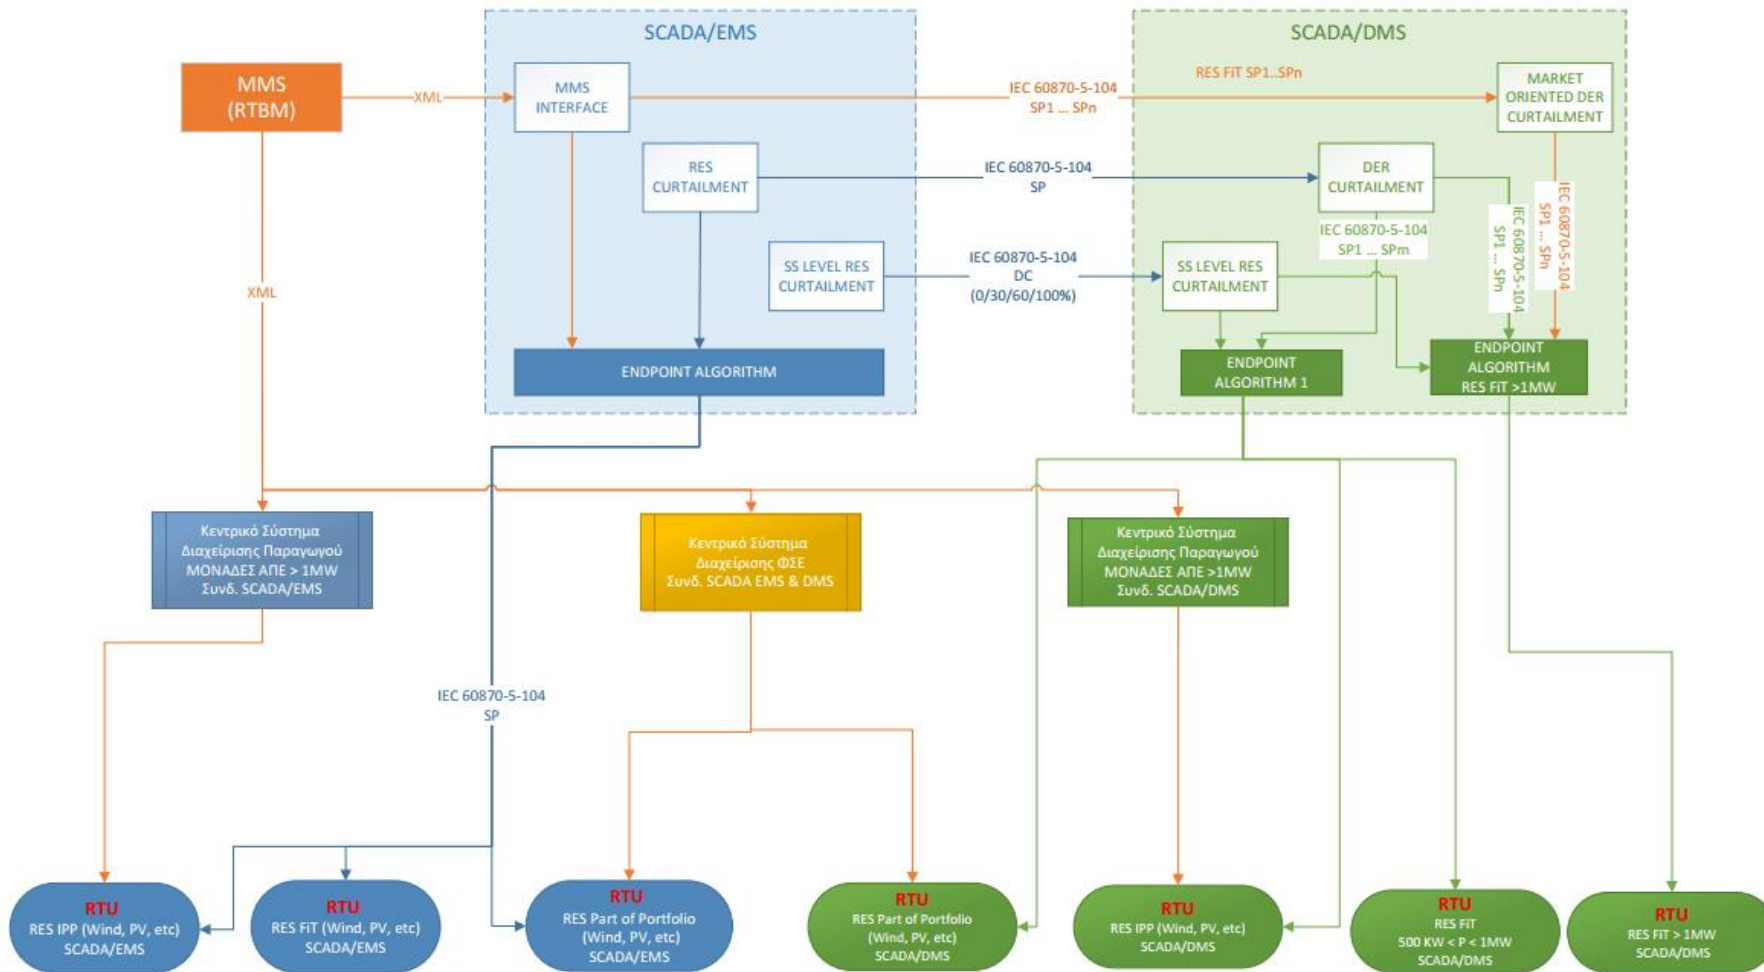 SCADA/EMS
SCADA/DMS
MMS
(RTBM)
XML
MMS
INTERFACE
IEC 60870-5-104
SP1 ... SPn
RES FiT SP1..SPn
MARKET
ORIENTED DER
CURTAILMENT
RES
CURTAILMENT
IEC 60870-5-104
SP
DER
CURTAILMENT
IEC 60870-5-104
SP1 ... SPm
IEC 60870-5-104
SP1 ... SPn
IEC 60870-5-104
SP1 ... SPn
SS LEVEL RES
CURTAILMENT
IEC 60870-5-104
DC
(0/30/60/100%)
SS LEVEL RES
CURTAILMENT
XML
ENDPOINT ALGORITHM
ENDPOINT
ALGORITHM 1
ENDPOINT
ALGORITHM
RES FiT >1MW
Κεντρικό Σύστημα
Διαχείρισης Παραγωγού
ΜΟΝΑΔΕΣ ΑΠΕ > 1MW
Συνδ. SCADA/EMS
Κεντρικό Σύστημα
Διαχείρισης ΦΣΕ
Συνδ. SCADA EMS & DMS
Κεντρικό Σύστημα
Διαχείρισης Παραγωγού
ΜΟΝΑΔΕΣ ΑΠΕ >1MW
Συνδ. SCADA/DMS
IEC 60870-5-104
SP
RTU
RES IPP (Wind, PV, etc)
SCADA/EMS
RTU
RES FiT (Wind, PV, etc)
SCADA/EMS
RTU
RES Part of Portfolio
(Wind, PV, etc)
SCADA/EMS
RTU
RES Part of Portfolio
(Wind, PV, etc)
SCADA/DMS
RTU
RES IPP (Wind, PV, etc)
SCADA/DMS
RTU
RES FiT
500 KW < P < 1MW
SCADA/DMS
RTU
RES FiT > 1MW
SCADA/DMS